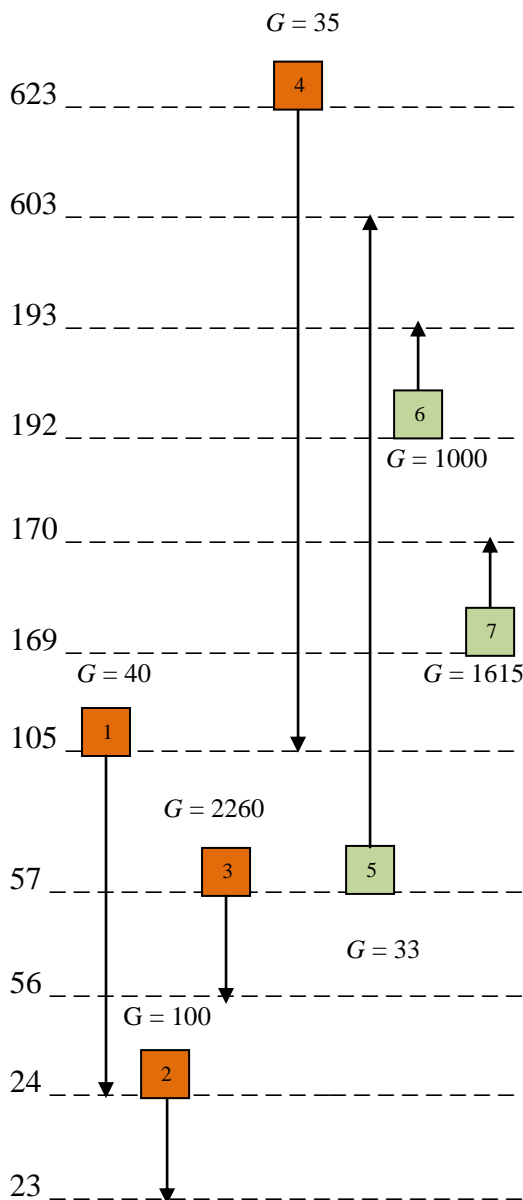 G = 35
4
623
603
193
6
192
G = 1000
170
7
169
G = 40
G = 1615
1
105
G = 2260
3
5
57
G = 33
56
G = 100
2
24
23